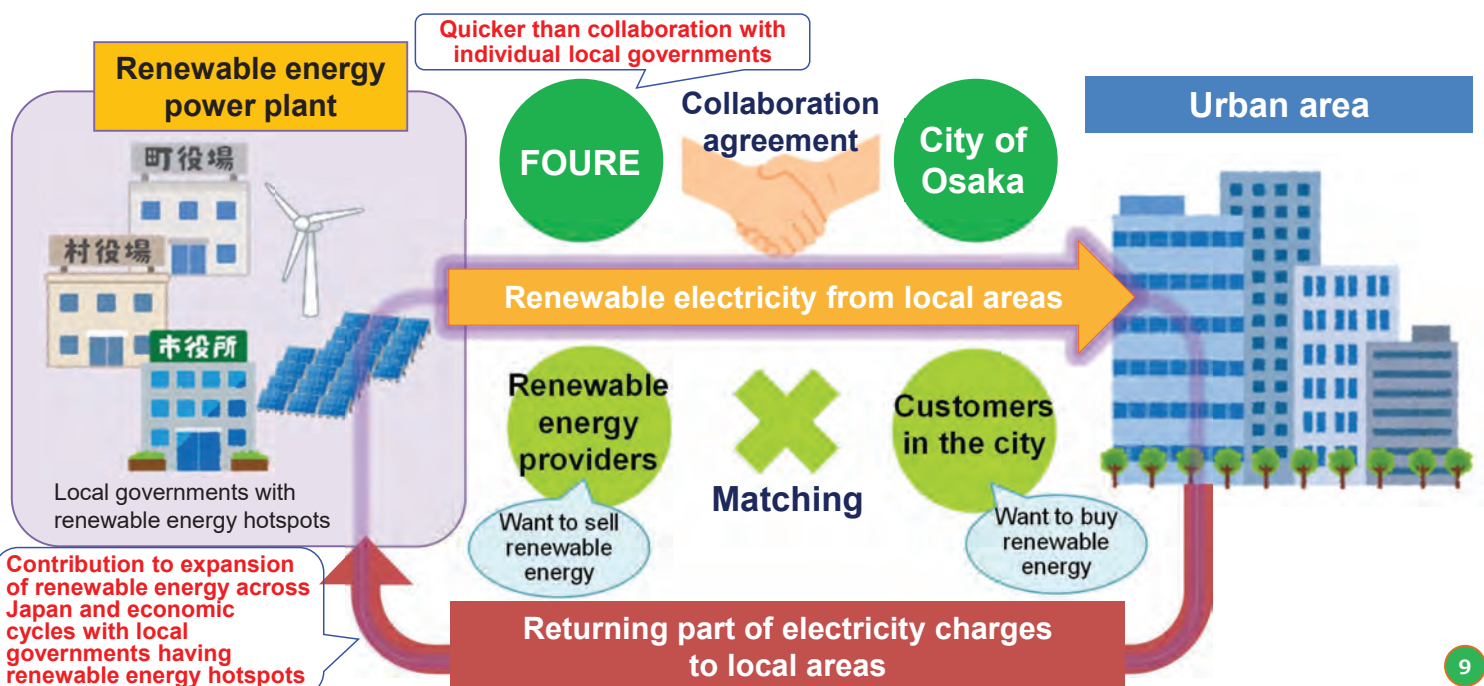 Quicker than collaboration with
individual local governments
Renewable energy
power plant
町役場
村役場
市役所
Local governments with
renewable energy hotspots
FOURE
Collaboration
agreement
City of
Osaka
Urban area
Renewable electricity from local areas
Renewable
energy
providers
Matching
Customers
in the city
Want to sell
renewable
energy
Want to buy
renewable
energy
Contribution to expansion
of renewable energy across
Japan and economic
cycles with local
governments having
renewable energy hotspots
Returning part of electricity charges
to local areas
9